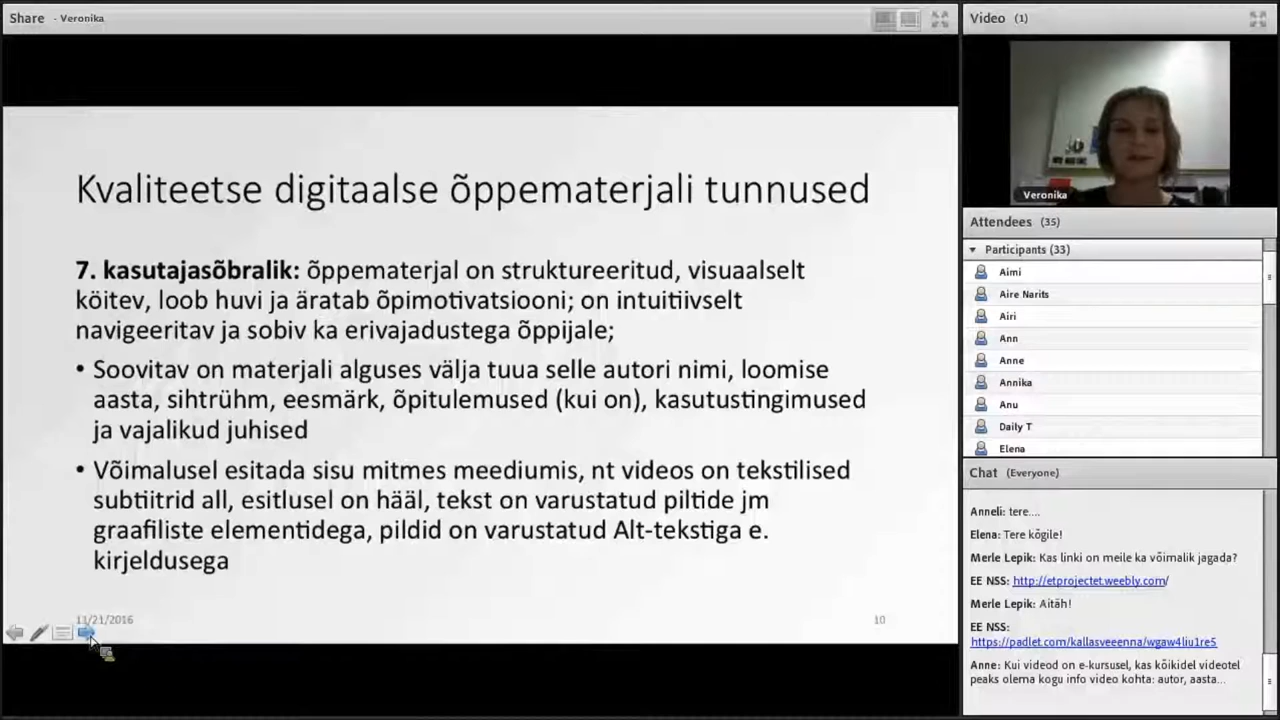 Share - Veronika
Kvaliteetse digitaalse õppematerjali tunnused
7. kasutajasõbralik: õppematerjal on struktureeritud, visuaalselt
köitev, loob huvi ja äratab õpimotivatsiooni; on intuitiivselt
navigeeritav ja sobiv ka erivajadustega õppijale;
• Soovitav on materjali alguses välja tuua selle autori nimi, loomise
aasta, sihtrühm, eesmärk, õpitulemused (kui on), kasutustingimused
ja vajalikud juhised
• Võimalusel esitada sisu mitmes meediumis, nt videos on tekstilised
subtiitrid all, esitlusel on hääl, tekst on varustatud piltide jm
graafiliste elementidega, pildid on varustatud Alt-tekstiga e.
kirjeldusega
11/21/2016
10
Video (1)
Veronika
Attendees (35)
Participants (33)
Aimi
Aire Narits
Airi
Ann
Anne
Annika
Anu
Daily T
Elena
Chat (Everyone)
Anneli: tere....
Elena: Tere kõgile!
Merle Lepik: Kas linki on meile ka võimalik jagada?
EE NSS: http://etprojectet.weebly.com/
Merle Lepik: Aitäh!
EE NSS:
https://padlet.com/kallasveeenna/wgaw4liu1re5
Anne: Kui videod on e-kursusel, kas kõikidel videotel
peaks olema kogu info video kohta: autor, aasta...